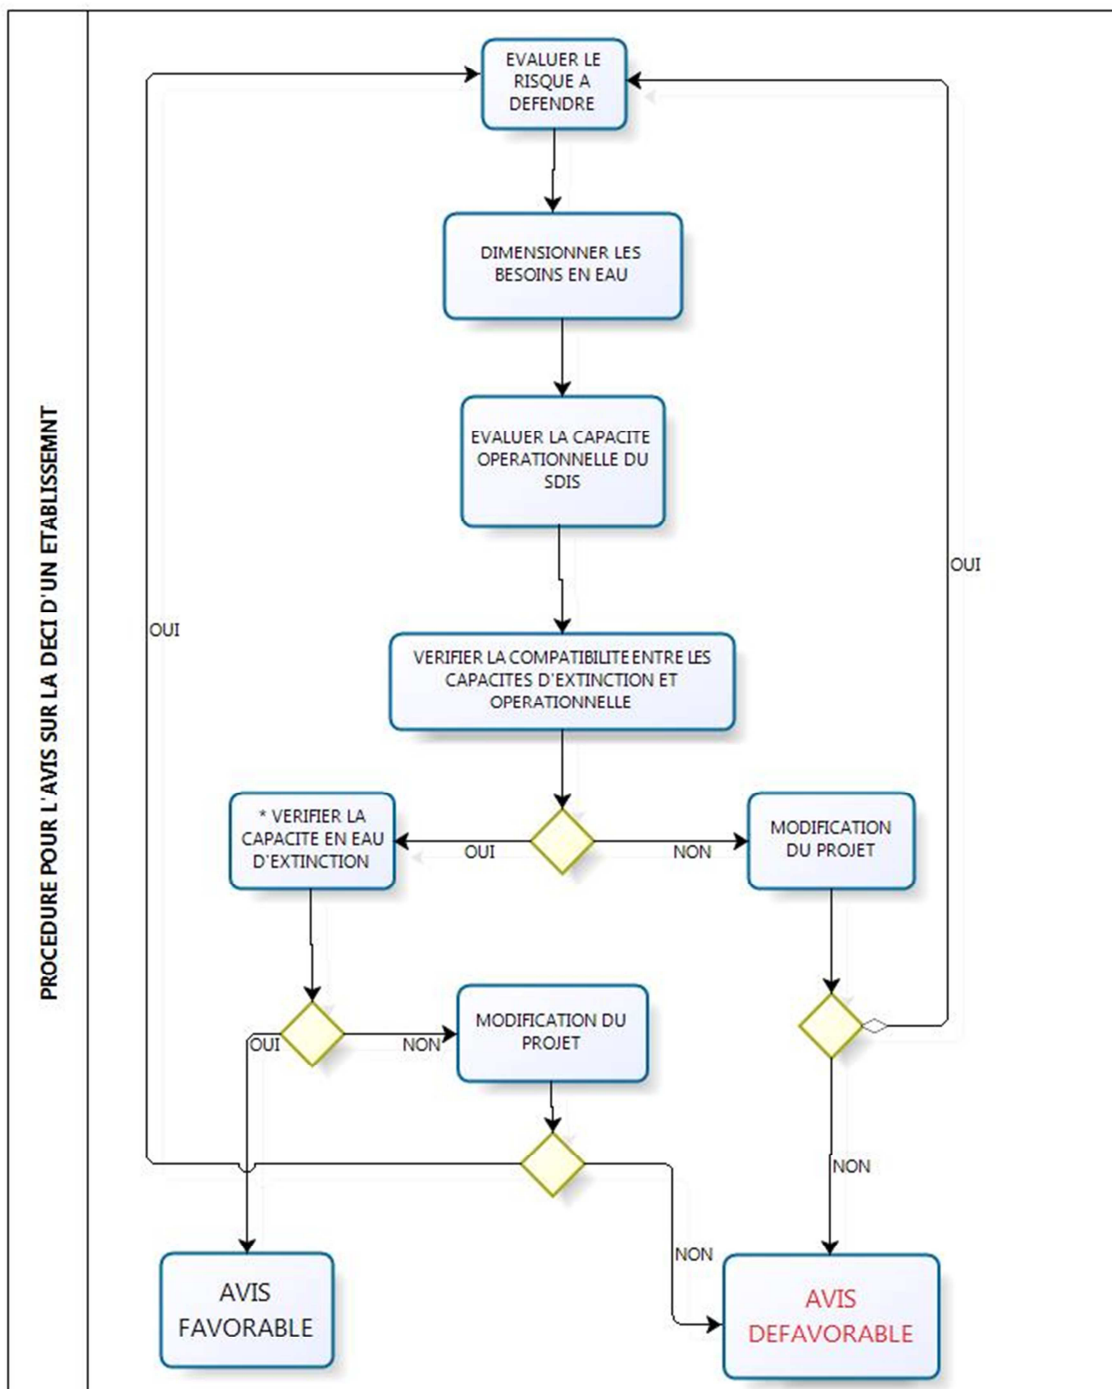 PROCEDURE POUR L'AVIS SUR LA DECI D'UN ETABLISSEMNT
EVALUER LE
RISQUE A
DEFENDRE
DIMENSIONNER LES
BESOINS EN EAU
EVALUER LA CAPACITE
OPERATIONNELLE DU
SDIS
OUI
OUI
VERIFIER LA COMPATIBILITE ENTRE LES
CAPACITES D'EXTINCTION ET
OPERATIONNELLE
* VERIFIER LA
CAPACITE EN EAU
D'EXTINCTION
OUI
NON
MODIFICATION
DU PROJET
OUI
NON
MODIFICATION DU
PROJET
NON
NON
AVIS
FAVORABLE
AVIS
DEFAVORABLE